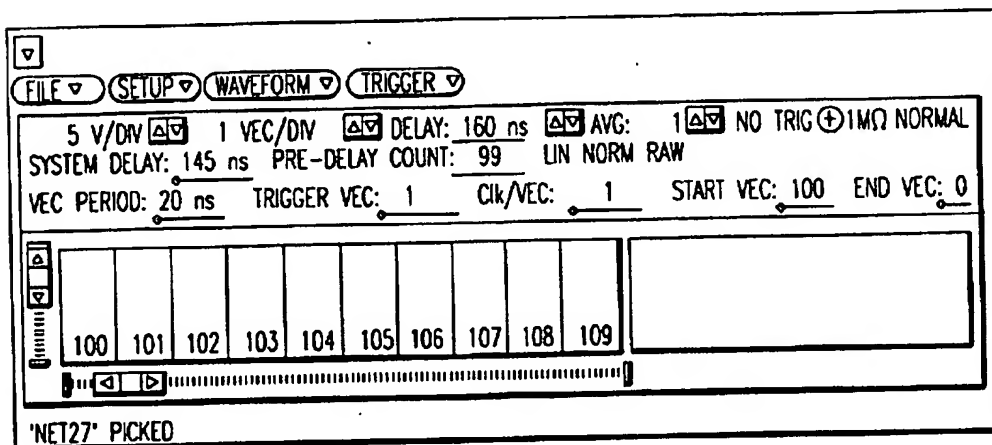 FILE SETUP WAVEFORM TRIGGER
5 V/DIV 1 VEC/DIV DELAY: 160 ns AVG: 1 NO TRIG 1MΩ NORMAL
SYSTEM DELAY: 145 ns PRE-DELAY COUNT: 99 LIN NORM RAW
VEC PERIOD: 20 ns TRIGGER VEC: 1 Clk/VEC: 1 START VEC: 100 END VEC: 0
100 101 102 103 104 105 106 107 108 109
'NET27' PICKED